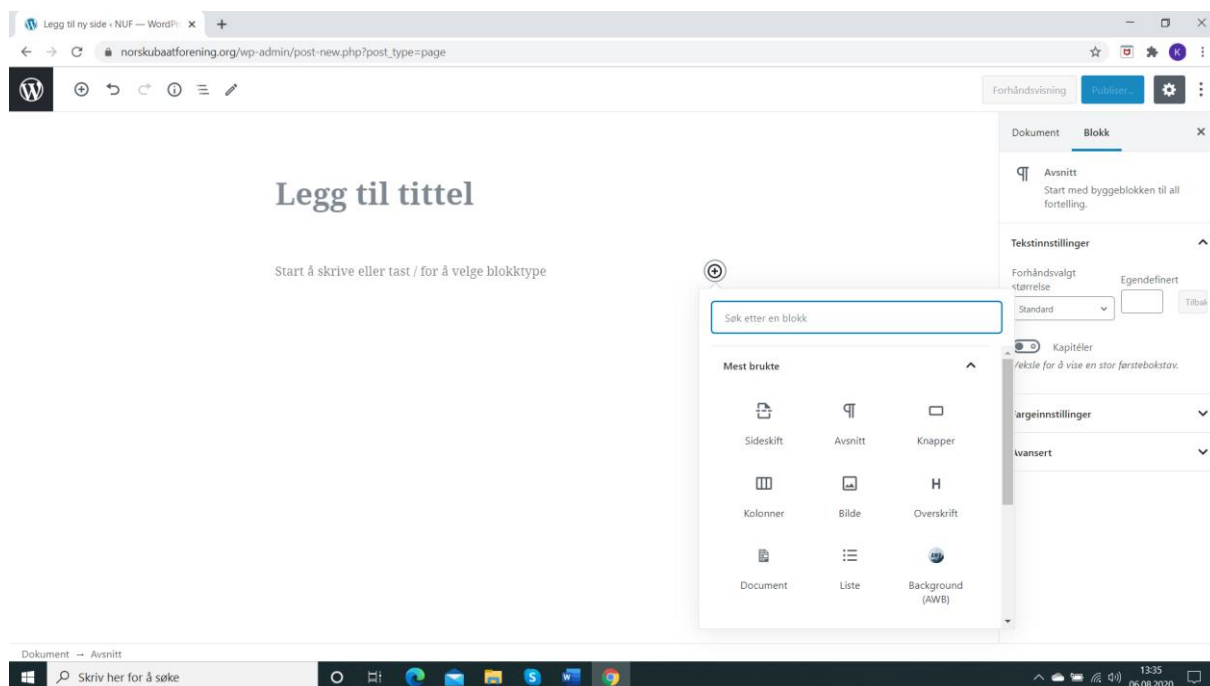 Legg til ny side ‹ NUF — WordPr
norskubaatforening.org/wp-admin/post-new.php?post_type=page
K
Forhåndsvisning
Publiser...
Dokument
Blokk
Avsnitt
Start med byggeblokken til all
fortelling.
Legg til tittel
Tekstinnstillinger
Start å skrive eller tast / for å velge blokktype
Forhåndsvalgt
størrelse
Egendefinert
Standard
Tilbak
Søk etter en blokk
Kapitéler
Veksle for å vise en stor førstebokstav.
Mest brukte
Sideskift
Avsnitt
Knapper
argeinnstillinger
Avansert
Kolonner
Bilde
H
Overskrift
Document
Liste
AWB
Background
(AWB)
Dokument → Avsnitt
Skriv her for å søke
13:35
06.08.2020